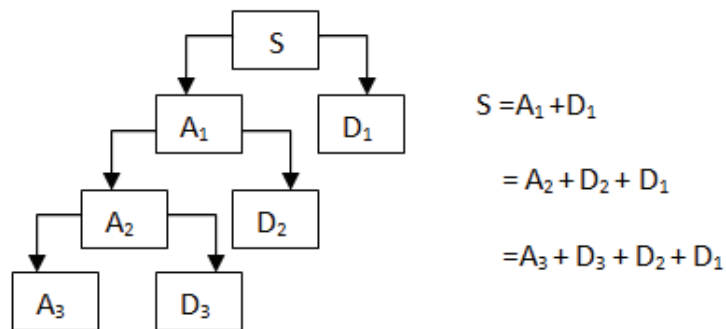 S
A₁
D₁
A₂
D₂
A₃
D₃
S =A₁+D₁
= A₂+D₂+ D₁
=A₃+ D₃+ D₂+ D₁